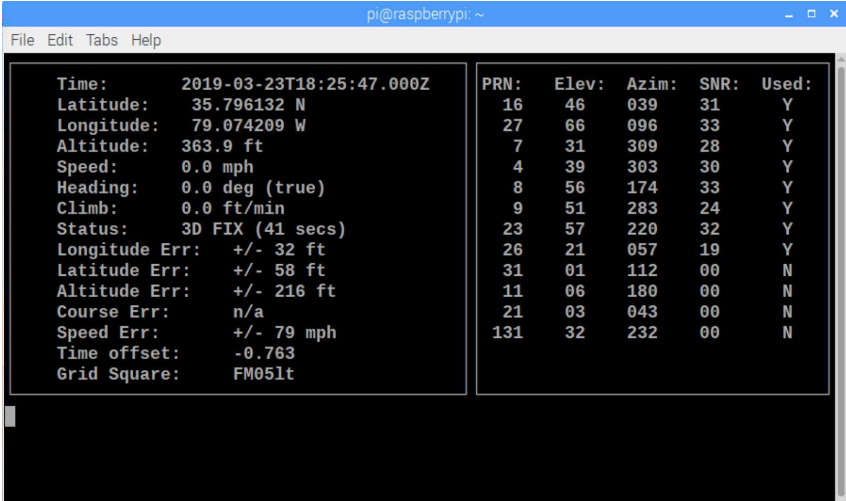 pi@raspberrypi: ~
File Edit Tabs Help
Time: 2019-03-23T18:25:47.000Z
Latitude: 35.796132 N
Longitude: 79.074209 W
Altitude: 363.9 ft
Speed: 0.0 mph
Heading: 0.0 deg (true)
Climb: 0.0 ft/min
Status: 3D FIX (41 secs)
Longitude Err: +/- 32 ft
Latitude Err: +/- 58 ft
Altitude Err: +/- 216 ft
Course Err: n/a
Speed Err: +/- 79 mph
Time offset: -0.763
Grid Square: FM05lt
PRN: Elev: Azim: SNR: Used:
16 46 039 31 Y
27 66 096 33 Y
7 31 309 28 Y
4 39 303 30 Y
8 56 174 33 Y
9 51 283 24 Y
23 57 220 32 Y
26 21 057 19 Y
31 01 112 00 N
11 06 180 00 N
21 03 043 00 N
131 32 232 00 N